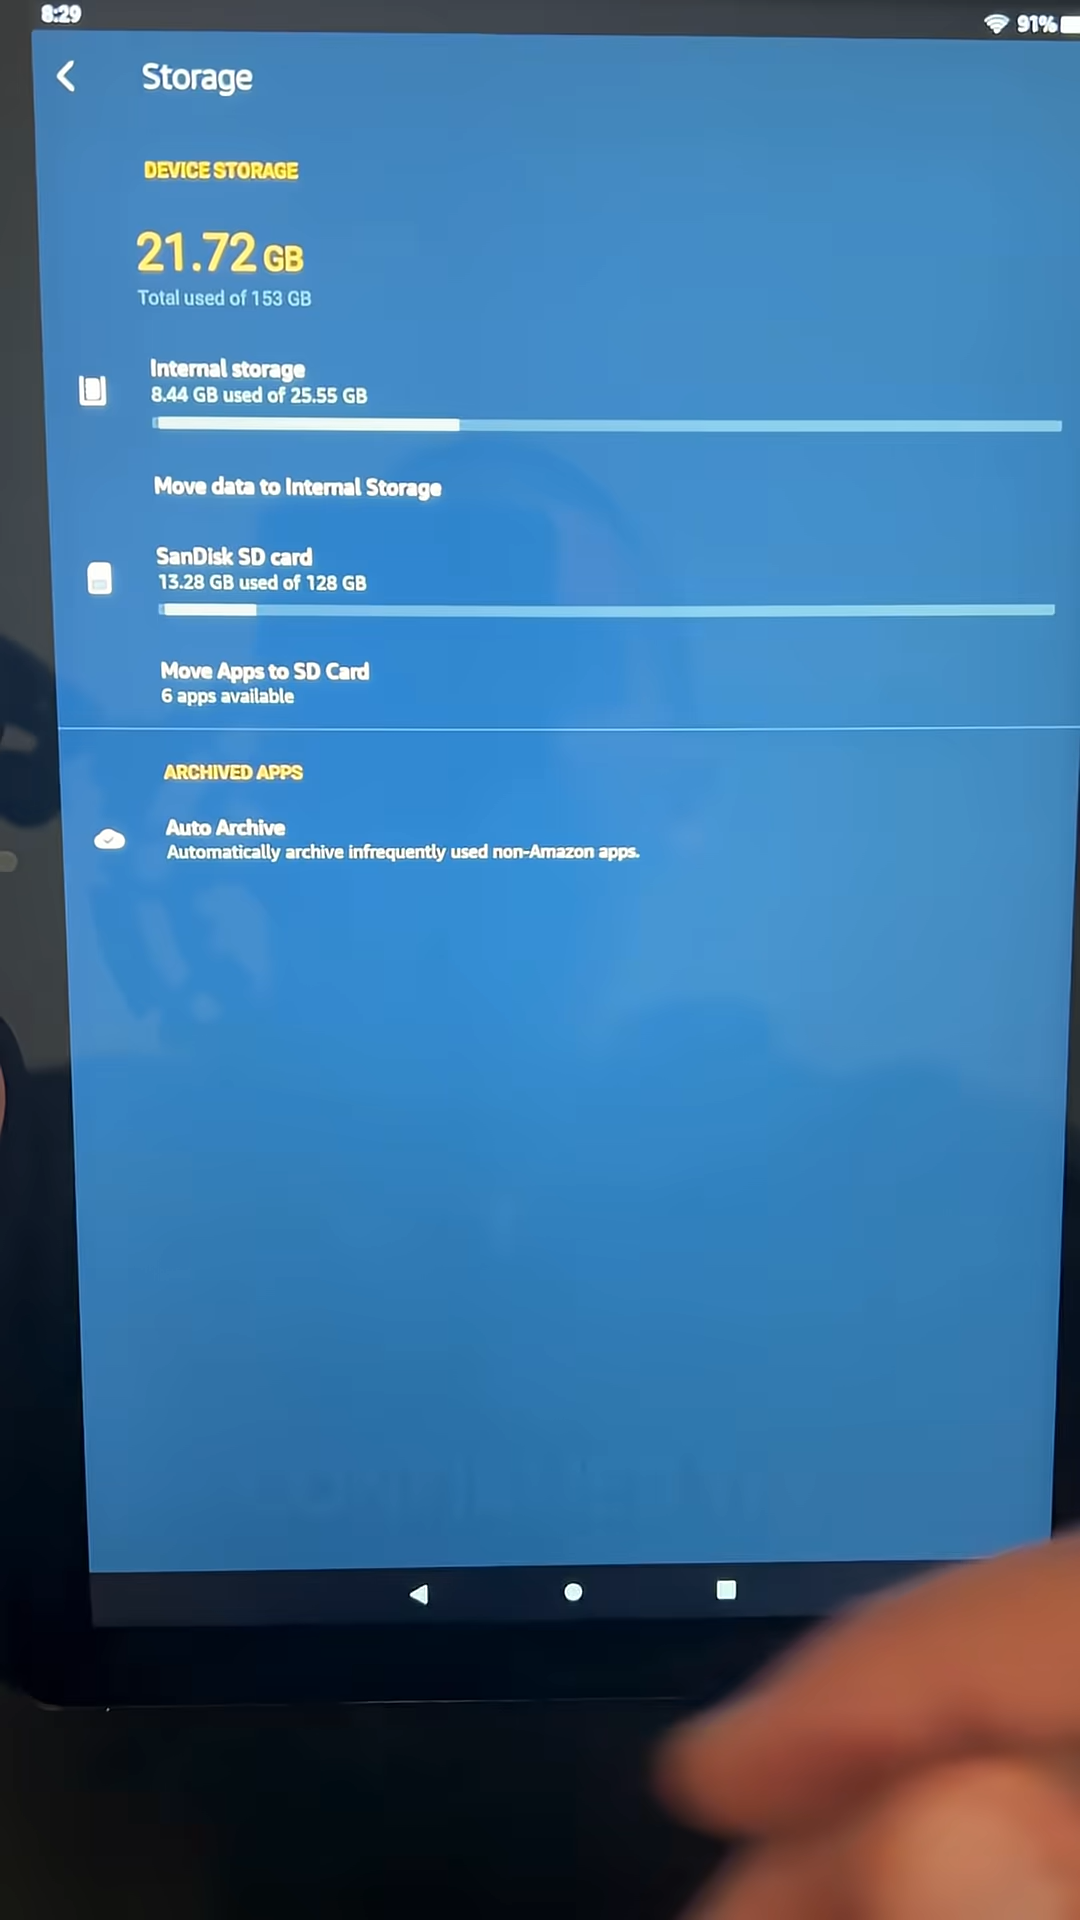 8:29
91%
Storage
DEVICE STORAGE
21.72 GB
Total used of 153 GB
Internal storage
8.44 GB used of 25.55 GB
Move data to Internal Storage
SanDisk SD card
13.28 GB used of 128 GB
Move Apps to SD Card
6 apps available
ARCHIVED APPS
Auto Archive
Automatically archive infrequently used non-Amazon apps.